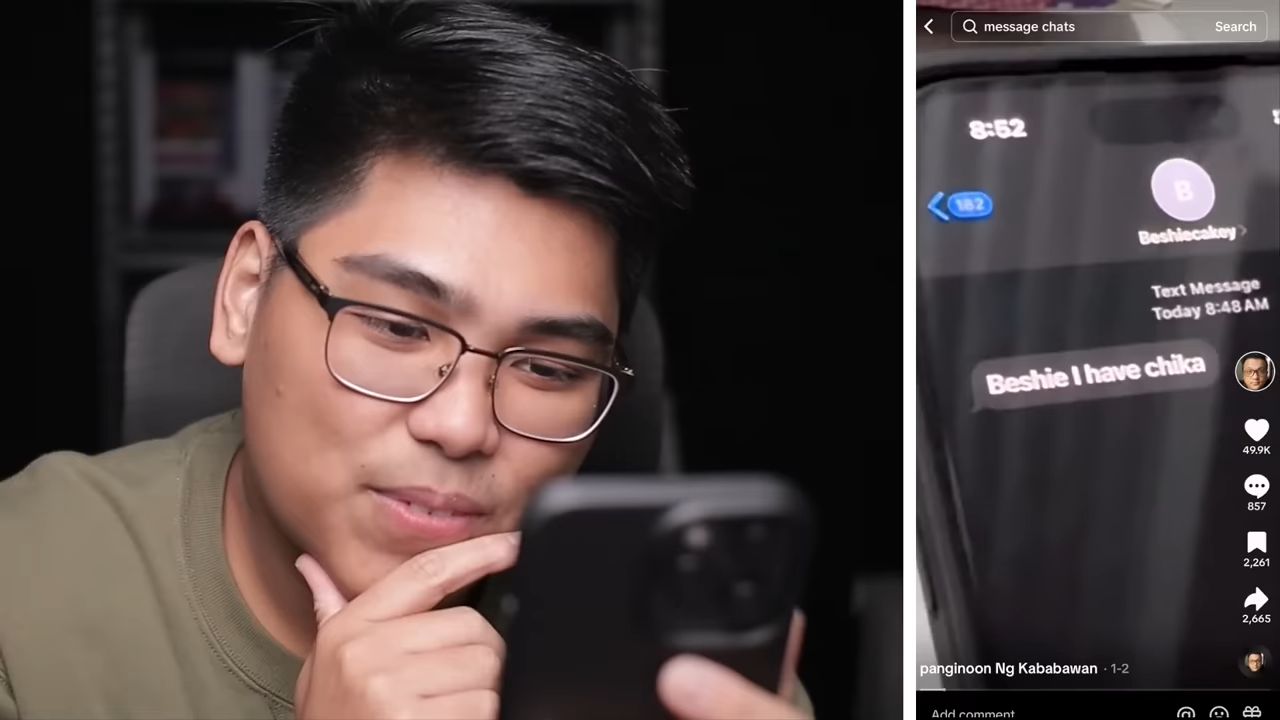 message chats
Search
8:52
182
B
Beshiecakey
Text Message
Today 8:48 AM
Beshie I have chika
49.9K
857
2,261
2,665
panginoon Ng Kababawan · 1-2
Add comment